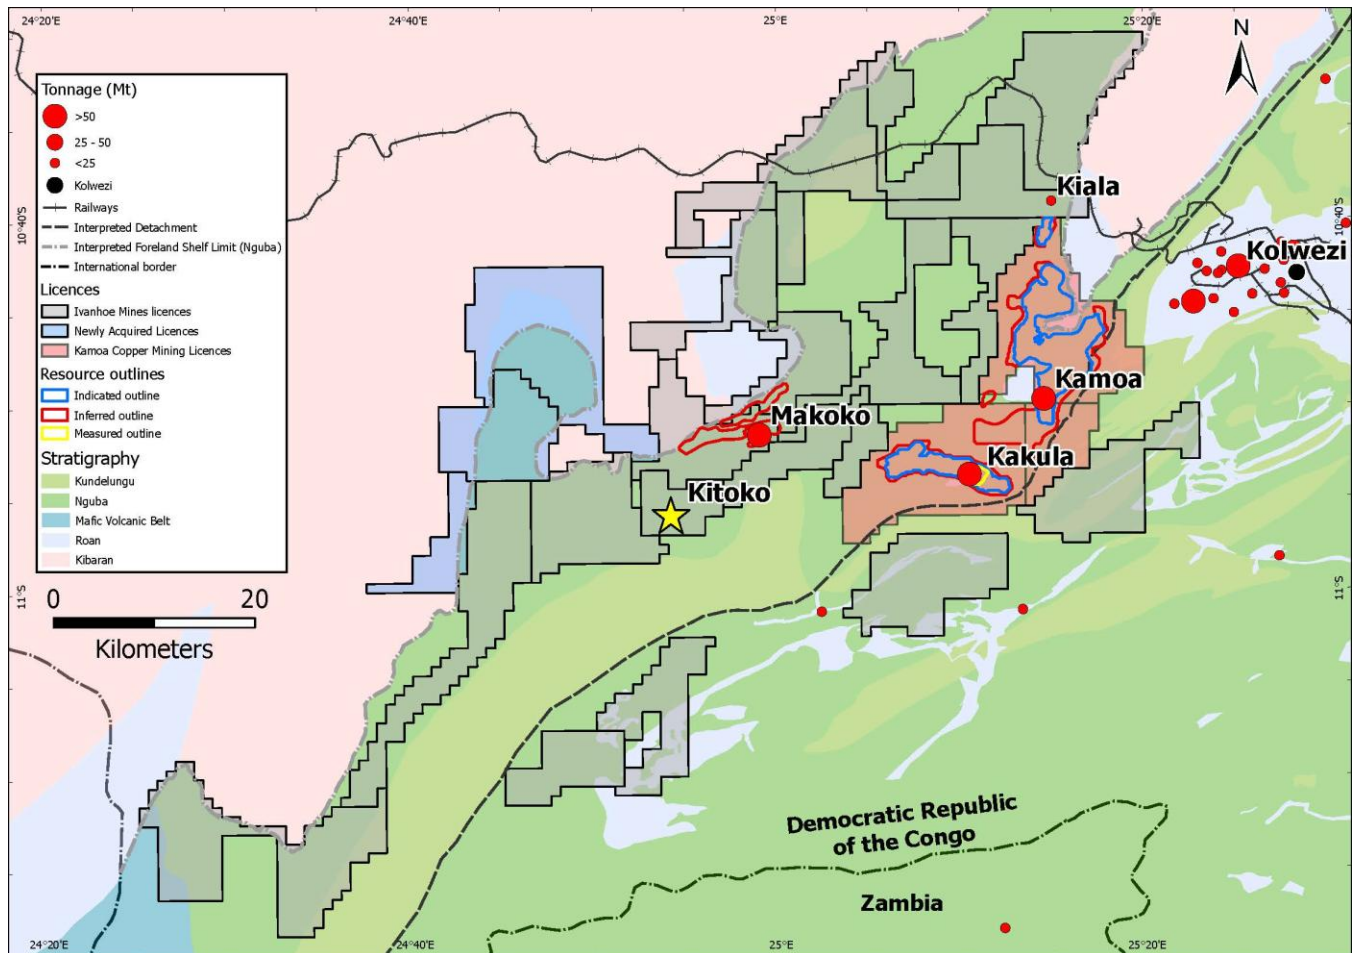 24°20'E
24°40'E
25°E
25°20'E
N
Tonnage (Mt)
>50
25 - 50
<25
Kolwezi
Railways
Interpreted Detachment
Interpreted Foreland Shelf Limit (Nguba)
International border
Licences
Ivanhoe Mines licences
Newly Acquired Licences
Kamoa Copper Mining Licences
Resource outlines
Indicated outline
Inferred outline
Measured outline
Stratigraphy
Kundelungu
Nguba
Mafic Volcanic Belt
Roan
Kibaran
0 20
Kilometers
10°40'S
10°40'S
Kiala
Kolwezi
Kamoa
Makoko
Kakula
Kitoko
11°S
11°S
Democratic Republic
of the Congo
Zambia
24°20'E
24°40'E
25°E
25°20'E